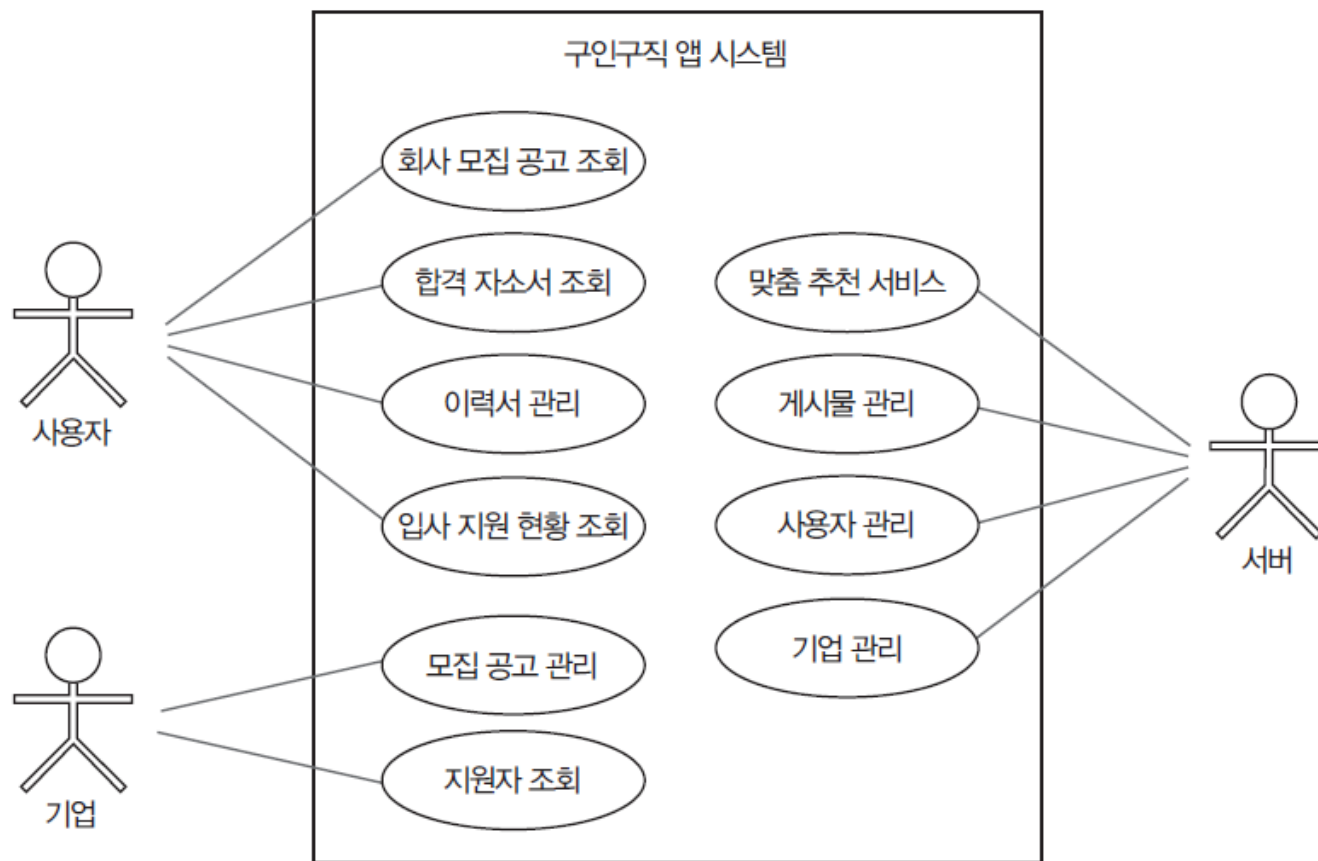 구인구직 앱 시스템
회사 모집 공고 조회
합격 자소서 조회
이력서 관리
입사 지원 현황 조회
모집 공고 관리
지원자 조회
맞춤 추천 서비스
게시물 관리
사용자 관리
기업 관리
사용자
기업
서버